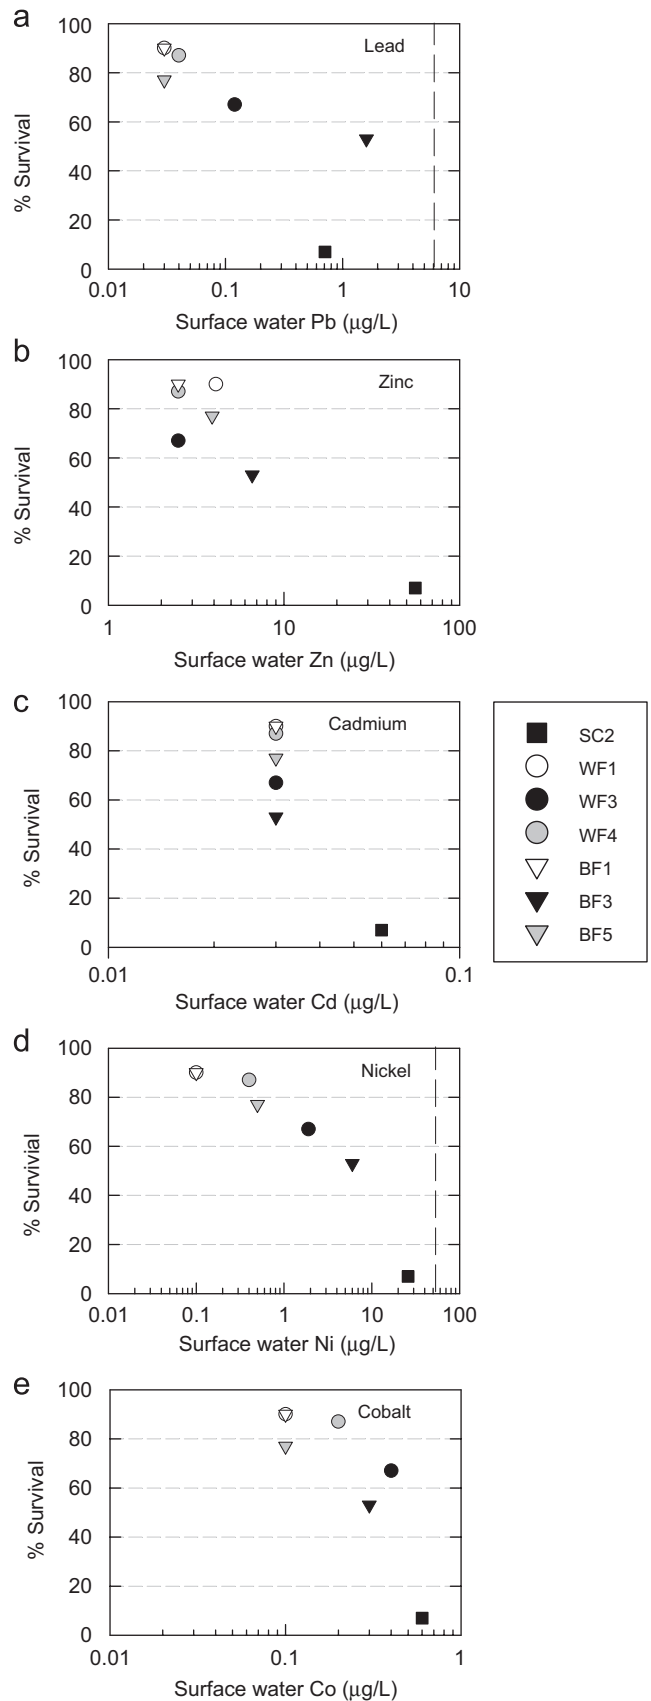 a
100
80
60
40
20
0
% Survival
Lead
0.01
0.1
1
10
Surface water Pb (μg/L)
b
100
80
60
40
20
0
% Survival
Zinc
1
10
100
Surface water Zn (μg/L)
c
100
80
60
40
20
0
% Survival
Cadmium
0.01
0.1
Surface water Cd (μg/L)
SC2
WF1
WF3
WF4
BF1
BF3
BF5
d
100
80
60
40
20
0
% Survivial
Nickel
0.01
0.1
1
10
100
Surface water Ni (μg/L)
e
100
80
60
40
20
0
% Survival
Cobalt
0.01
0.1
1
Surface water Co (μg/L)